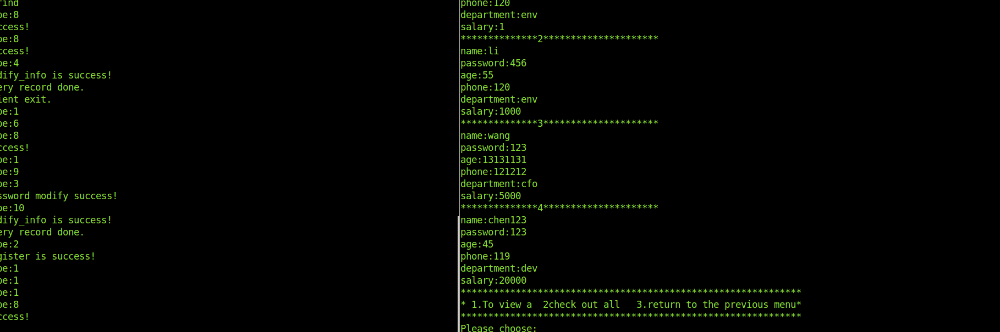 find
pe:8
ccess!
pe:8
ccess!
pe:4
dify_info is success!
ery record done.
ient exit.
pe:1
pe:6
pe:8
ccess!
pe:1
pe:9
pe:3
ssword modify success!
pe:10
dify_info is success!
ery record done.
pe:2
gister is success!
pe:1
pe:1
pe:1
pe:8
ccess!
phone:120
department:env
salary:1
**************2*********************
name:li
password:456
age:55
phone:120
department:env
salary:1000
**************3*********************
name:wang
password:123
age:13131131
phone:121212
department:cfo
salary:5000
**************4*********************
name:chen123
password:123
age:45
phone:119
department:dev
salary:20000
**************************************************************
* 1.To view a  2check out all   3.return to the previous menu*
**************************************************************
Please choose: